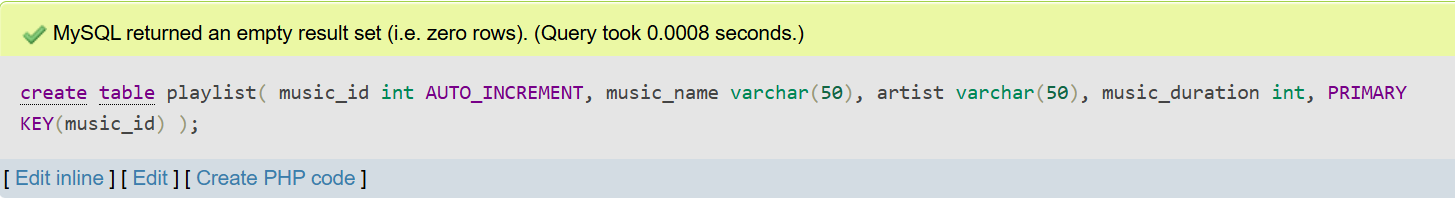 MySQL returned an empty result set (i.e. zero rows). (Query took 0.0008 seconds.)
create table playlist( music_id int AUTO_INCREMENT, music_name varchar(50), artist varchar(50), music_duration int, PRIMARY
KEY(music_id) );
[ Edit inline ] [ Edit ] [ Create PHP code ]